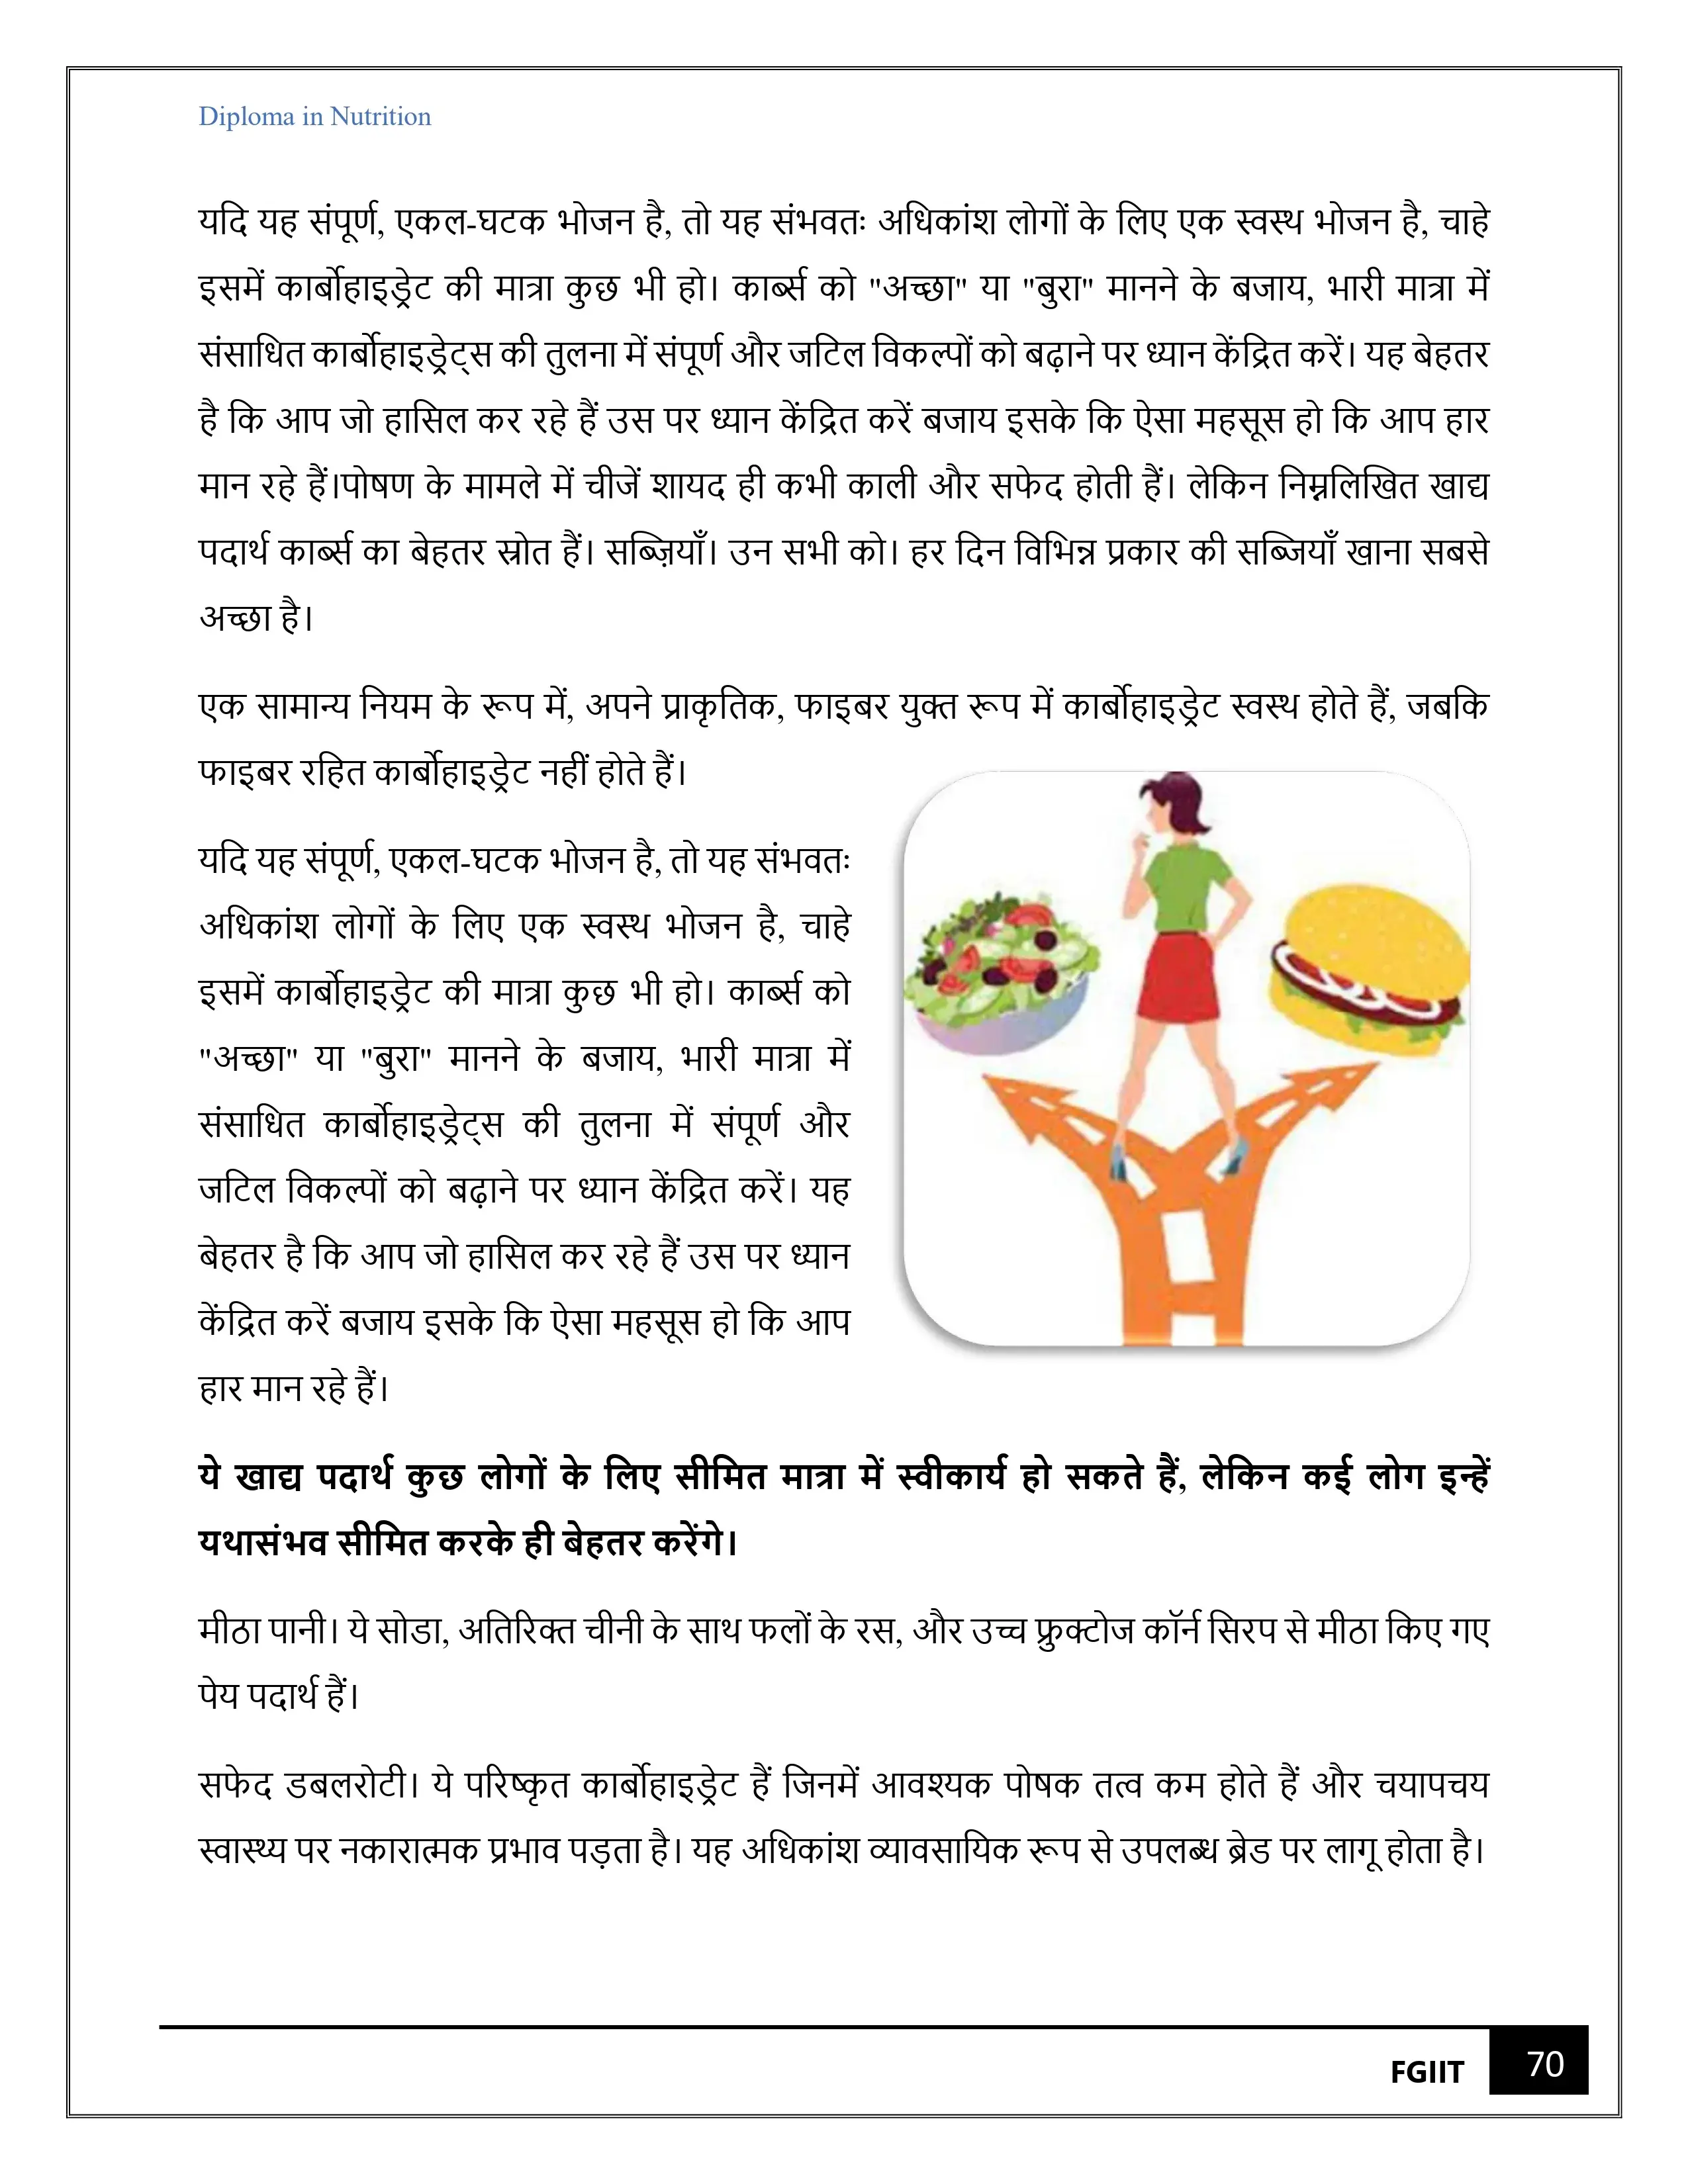 Diploma in Nutrition
यदि यह संपूर्ण, एकल-घटक भोजन है, तो यह संभवतः अधिकांश लोगों के लिए एक स्वस्थ भोजन है, चाहे
इसमें कार्बोहाइड्रेट की मात्रा कुछ भी हो। कार्ब्स को "अच्छा" या "बुरा" मानने के बजाय, भारी मात्रा में
संसाधित कार्बोहाइड्रेट्स की तुलना में संपूर्ण और जटिल विकल्पों को बढ़ाने पर ध्यान केंद्रित करें। यह बेहतर
है कि आप जो हासिल कर रहे हैं उस पर ध्यान केंद्रित करें बजाय इसके कि ऐसा महसूस हो कि आप हार
मान रहे हैं।पोषण के मामले में चीजें शायद ही कभी काली और सफेद होती हैं। लेकिन निम्नलिखित खाद्य
पदार्थ कार्ब्स का बेहतर स्रोत हैं। सब्ज़ियाँ। उन सभी को। हर दिन विभिन्न प्रकार की सब्जियाँ खाना सबसे
अच्छा है।
एक सामान्य नियम के रूप में, अपने प्राकृतिक, फाइबर युक्त रूप में कार्बोहाइड्रेट स्वस्थ होते हैं, जबकि
फाइबर रहित कार्बोहाइड्रेट नहीं होते हैं।
यदि यह संपूर्ण, एकल-घटक भोजन है, तो यह संभवतः
अधिकांश लोगों के लिए एक स्वस्थ भोजन है, चाहे
इसमें कार्बोहाइड्रेट की मात्रा कुछ भी हो। कार्ब्स को
"अच्छा" या "बुरा" मानने के बजाय, भारी मात्रा में
संसाधित कार्बोहाइड्रेट्स की तुलना में संपूर्ण और
जटिल विकल्पों को बढ़ाने पर ध्यान केंद्रित करें। यह
बेहतर है कि आप जो हासिल कर रहे हैं उस पर ध्यान
केंद्रित करें बजाय इसके कि ऐसा महसूस हो कि आप
हार मान रहे हैं।
ये खाद्य पदार्थ कुछ लोगों के लिए सीमित मात्रा में स्वीकार्य हो सकते हैं, लेकिन कई लोग इन्हें
यथासंभव सीमित करके ही बेहतर करेंगे।
मीठा पानी। ये सोडा, अतिरिक्त चीनी के साथ फलों के रस, और उच्च फ्रुक्टोज कॉर्न सिरप से मीठा किए गए
पेय पदार्थ हैं।
सफेद डबलरोटी। ये परिष्कृत कार्बोहाइड्रेट हैं जिनमें आवश्यक पोषक तत्व कम होते हैं और चयापचय
स्वास्थ्य पर नकारात्मक प्रभाव पड़ता है। यह अधिकांश व्यावसायिक रूप से उपलब्ध ब्रेड पर लागू होता है।
FGIIT 70